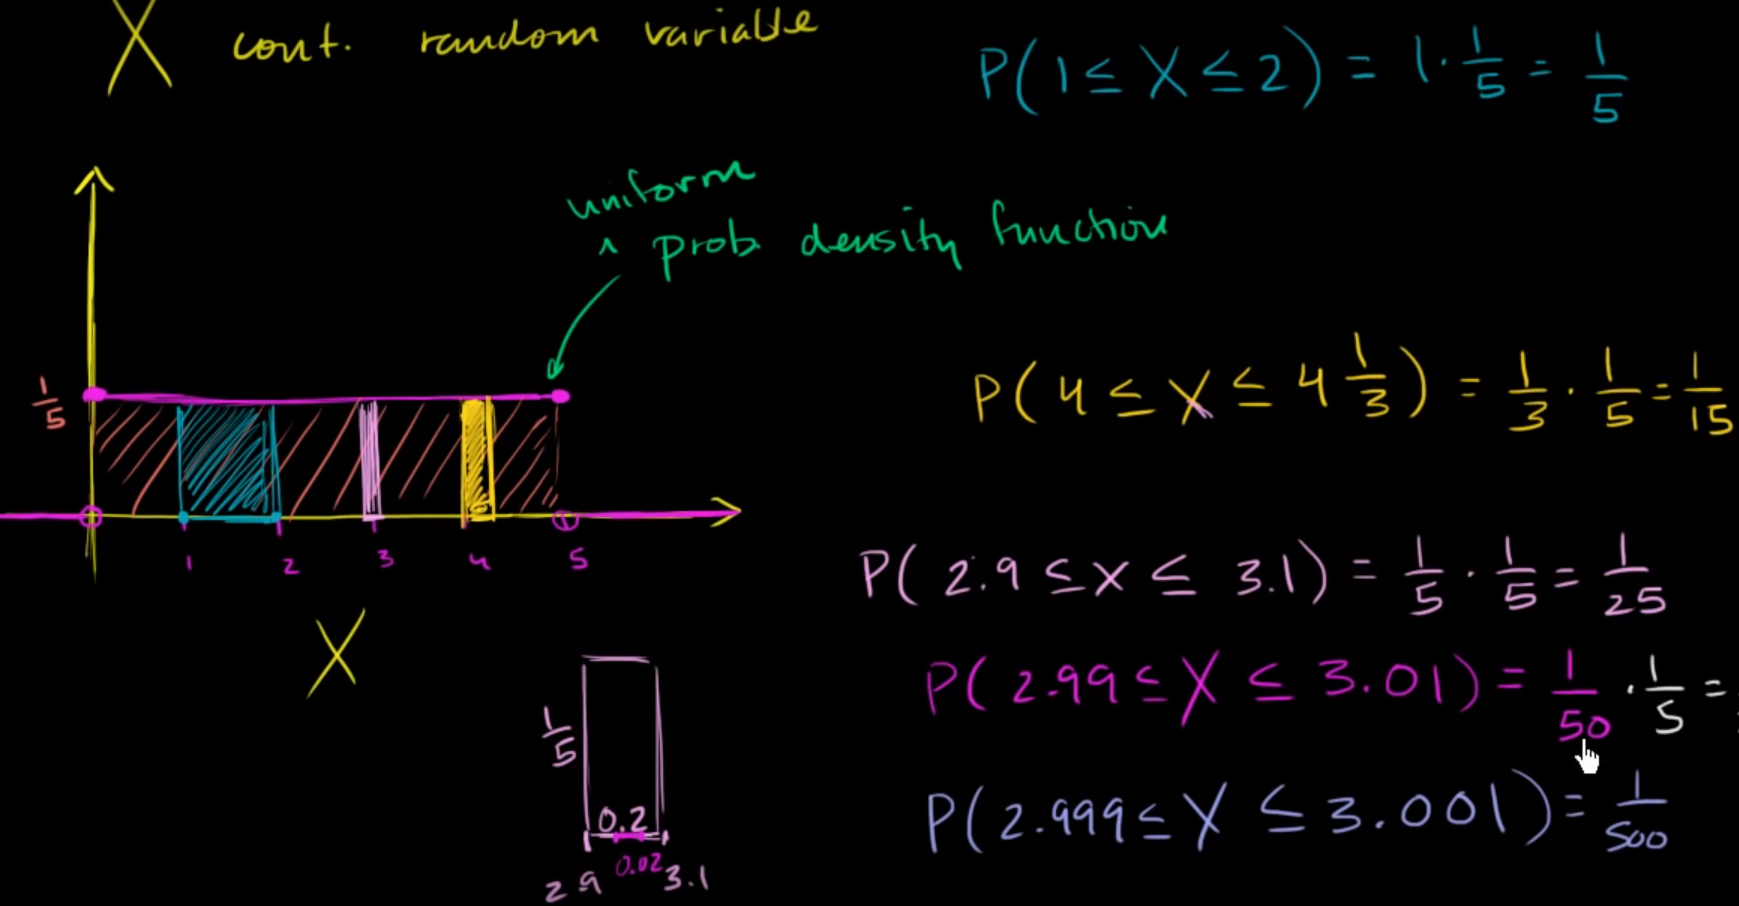 X cont. random variable
P(1 ≤ X ≤ 2) = 1 · 1/5 = 1/5
uniform
^ prob. density function
1/5
P(4 ≤ X ≤ 4 1/3) = 1/3 · 1/5 = 1/15
1 2 3 4 5
X
P(2.9 ≤ X ≤ 3.1) = 1/5 · 1/5 = 1/25
P(2.99 ≤ X ≤ 3.01) = 1/50 · 1/5 =
P(2.999 ≤ X ≤ 3.001) = 1/500
1/5
0.2
0.02
2.9 3.1